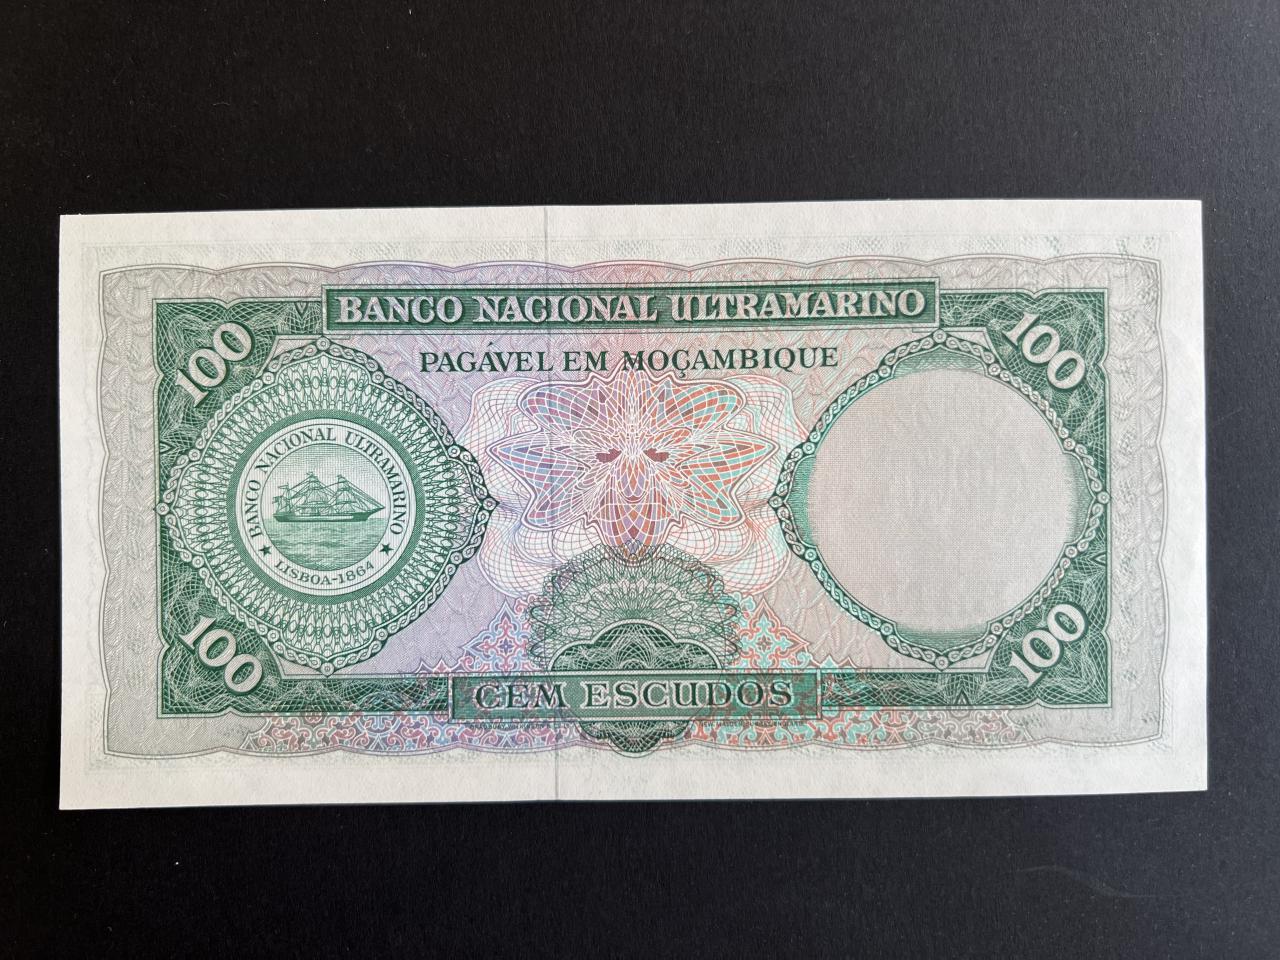 BANCO NACIONAL ULTRAMARINO
PAGÁVEL EM MOÇAMBIQUE
100
100
BANCO NACIONAL ULTRAMARINO
★ LISBOA-1864 ★
100
100
CEM ESCUDOS